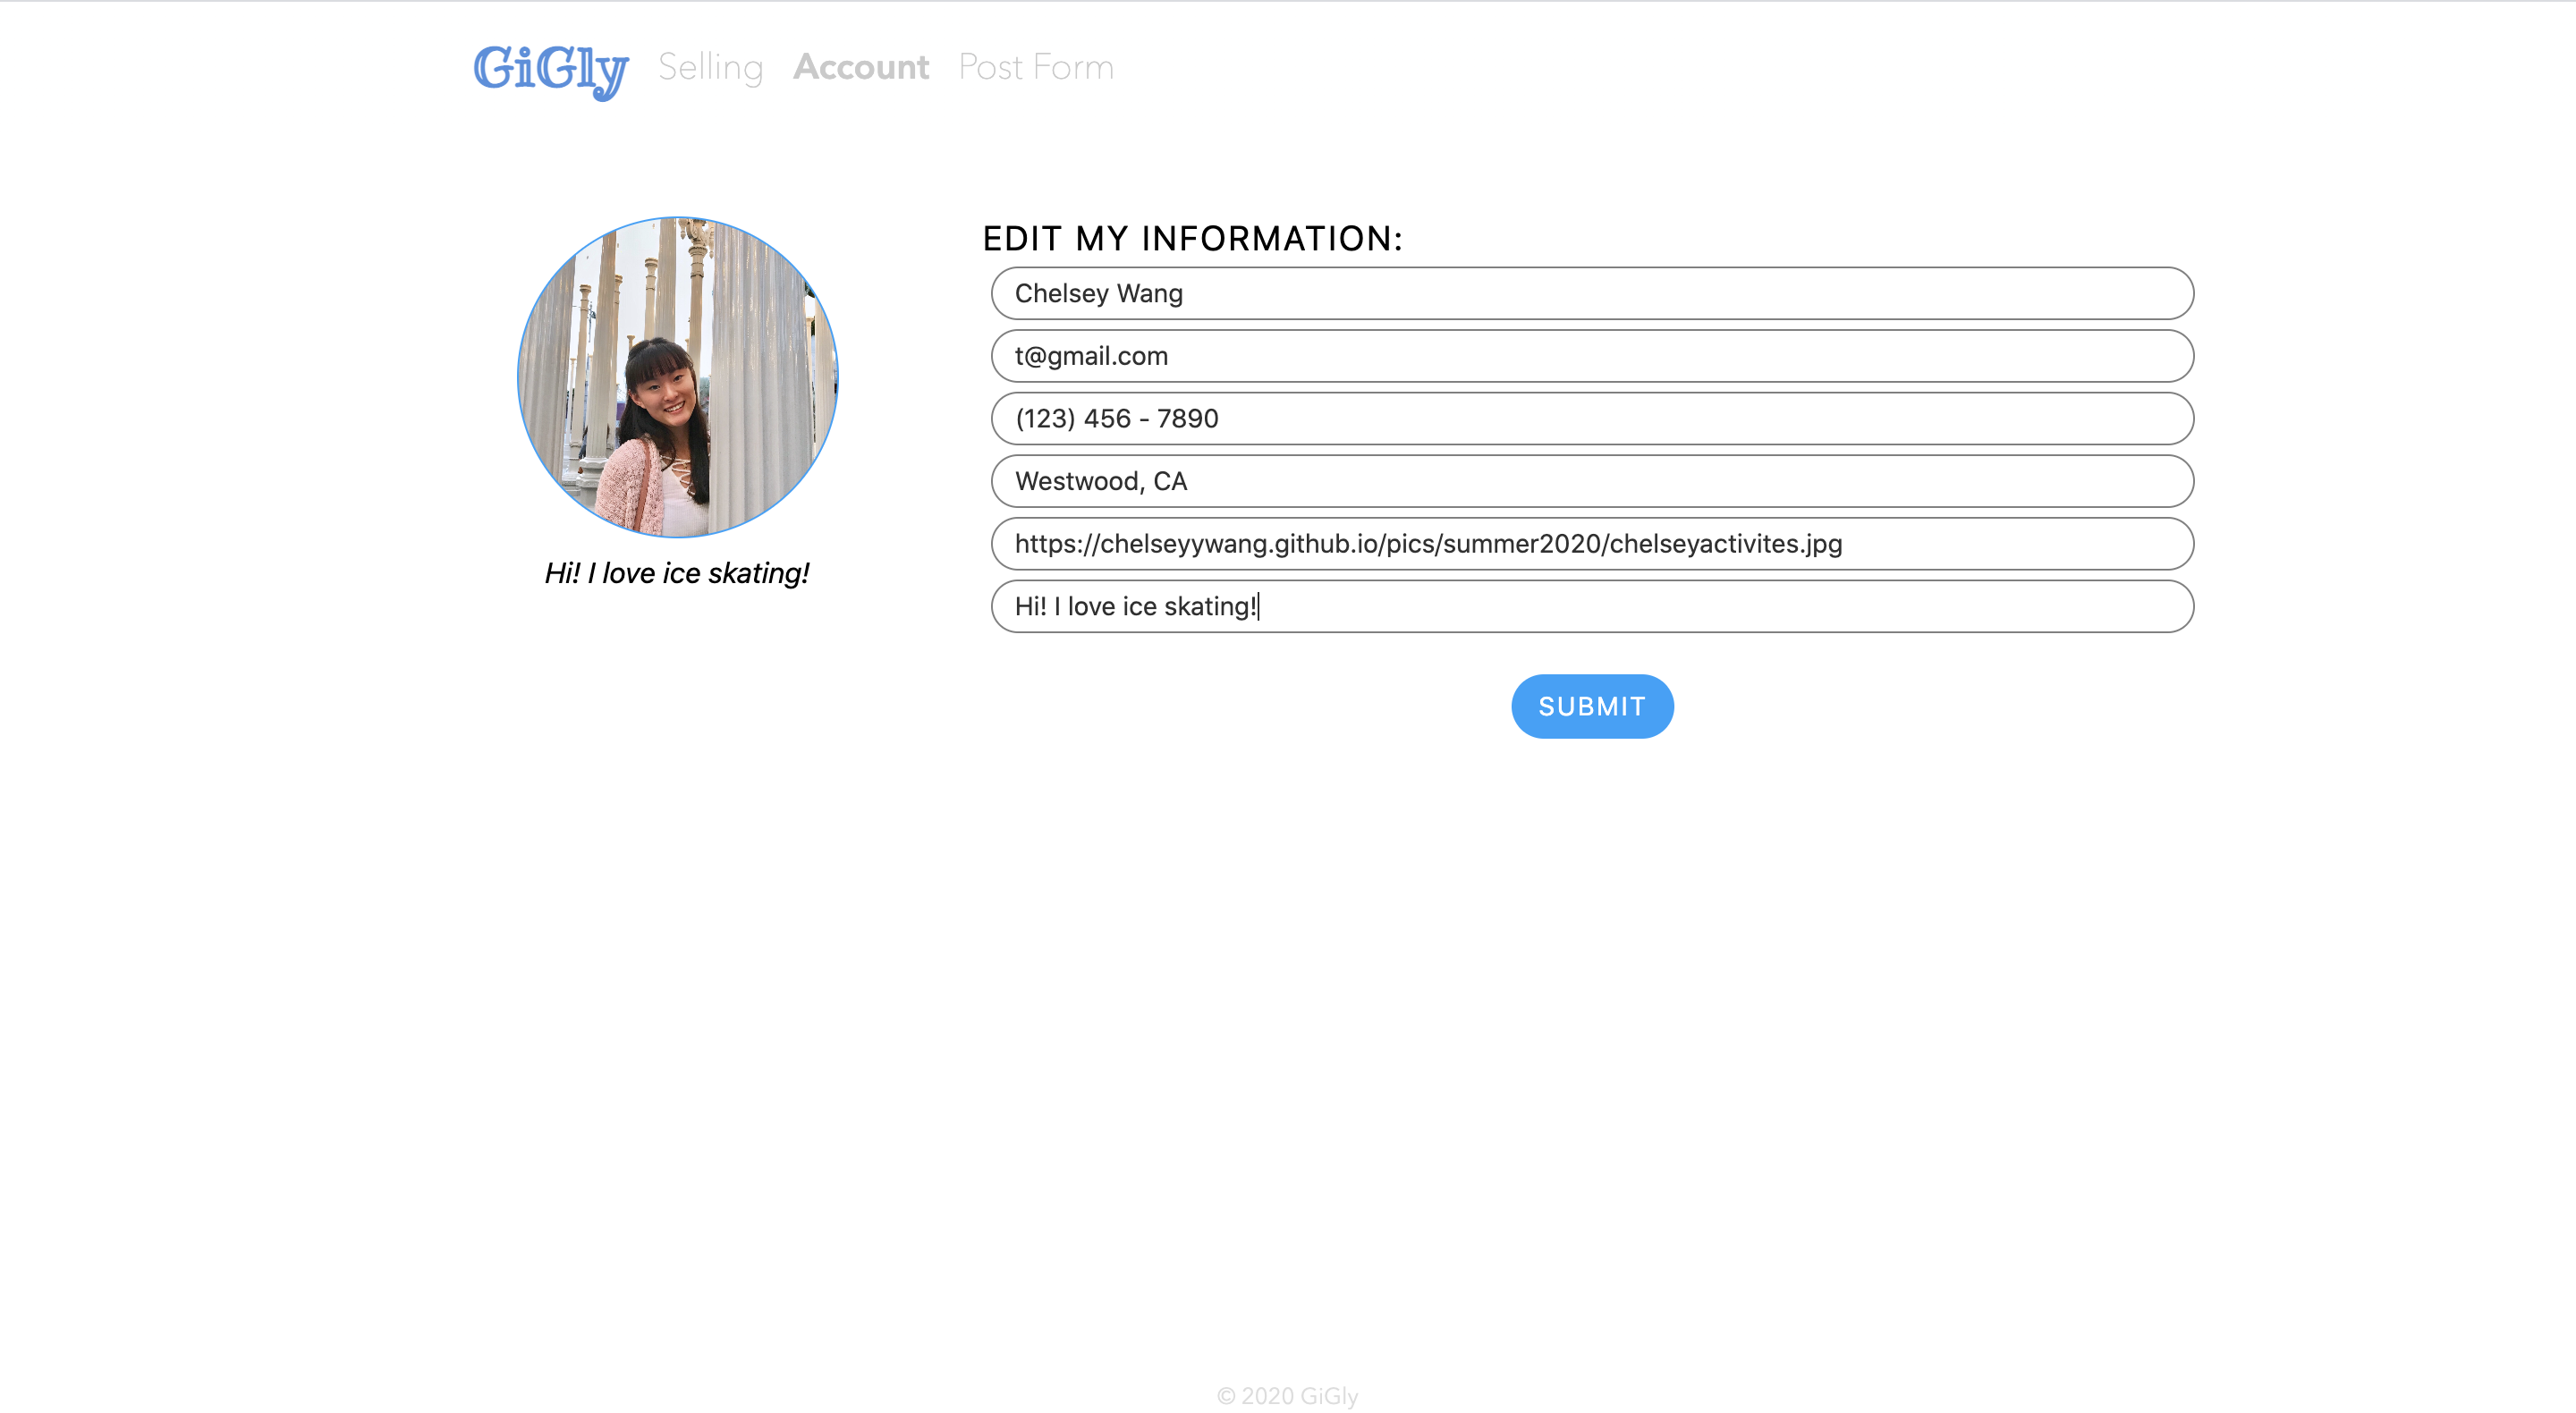 GiGly Selling Account Post Form
EDIT MY INFORMATION:
Chelsey Wang
t@gmail.com
(123) 456 - 7890
Westwood, CA
https://chelseyywang.github.io/pics/summer2020/chelseyactivites.jpg
Hi! I love ice skating!
Hi! I love ice skating!
SUBMIT
© 2020 GiGly